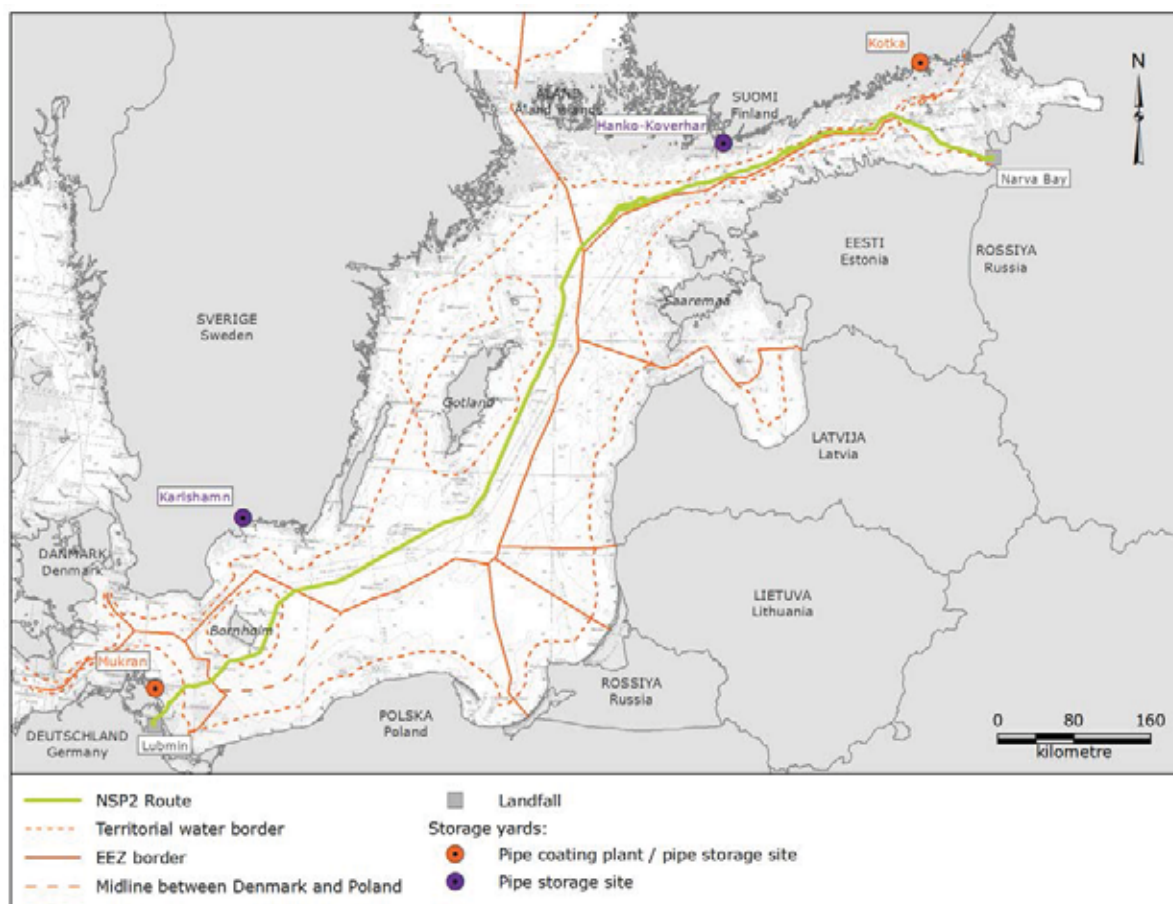 Kotka
N
ÅLAND
Åland Islands
SUOMI
Finland
Hanko-Koverhar
Narva Bay
EESTI
Estonia
ROSSIYA
Russia
SVERIGE
Sweden
Saaremaa
Gotland
LATVIJA
Latvia
Karlshamn
DANMARK
Denmark
LIETUVA
Lithuania
Bornholm
Mukran
ROSSIYA
Russia
POLSKA
Poland
DEUTSCHLAND
Germany
Lubmin
0 80 160
kilometre
NSP2 Route
Territorial water border
EEZ border
Midline between Denmark and Poland
Landfall
Storage yards:
Pipe coating plant / pipe storage site
Pipe storage site